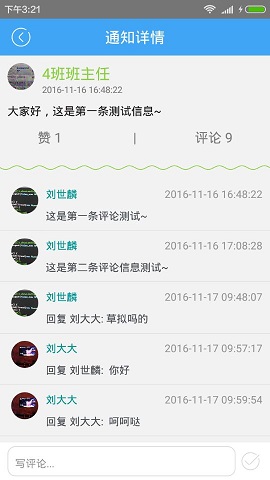 下午3:21
通知详情
4班班主任
2016-11-16 16:48:22
大家好，这是第一条测试信息~
赞 1 | 评论 9
刘世麟 2016-11-16 16:48:22
这是第一条评论测试~
刘世麟 2016-11-16 17:08:28
这是第二条评论信息测试~
刘世麟 2016-11-17 09:48:07
回复 刘大大: 草拟吗的
刘大大 2016-11-17 09:57:17
回复 刘世麟: 你好
刘大大 2016-11-17 09:59:54
回复 刘大大: 呵呵哒
写评论...